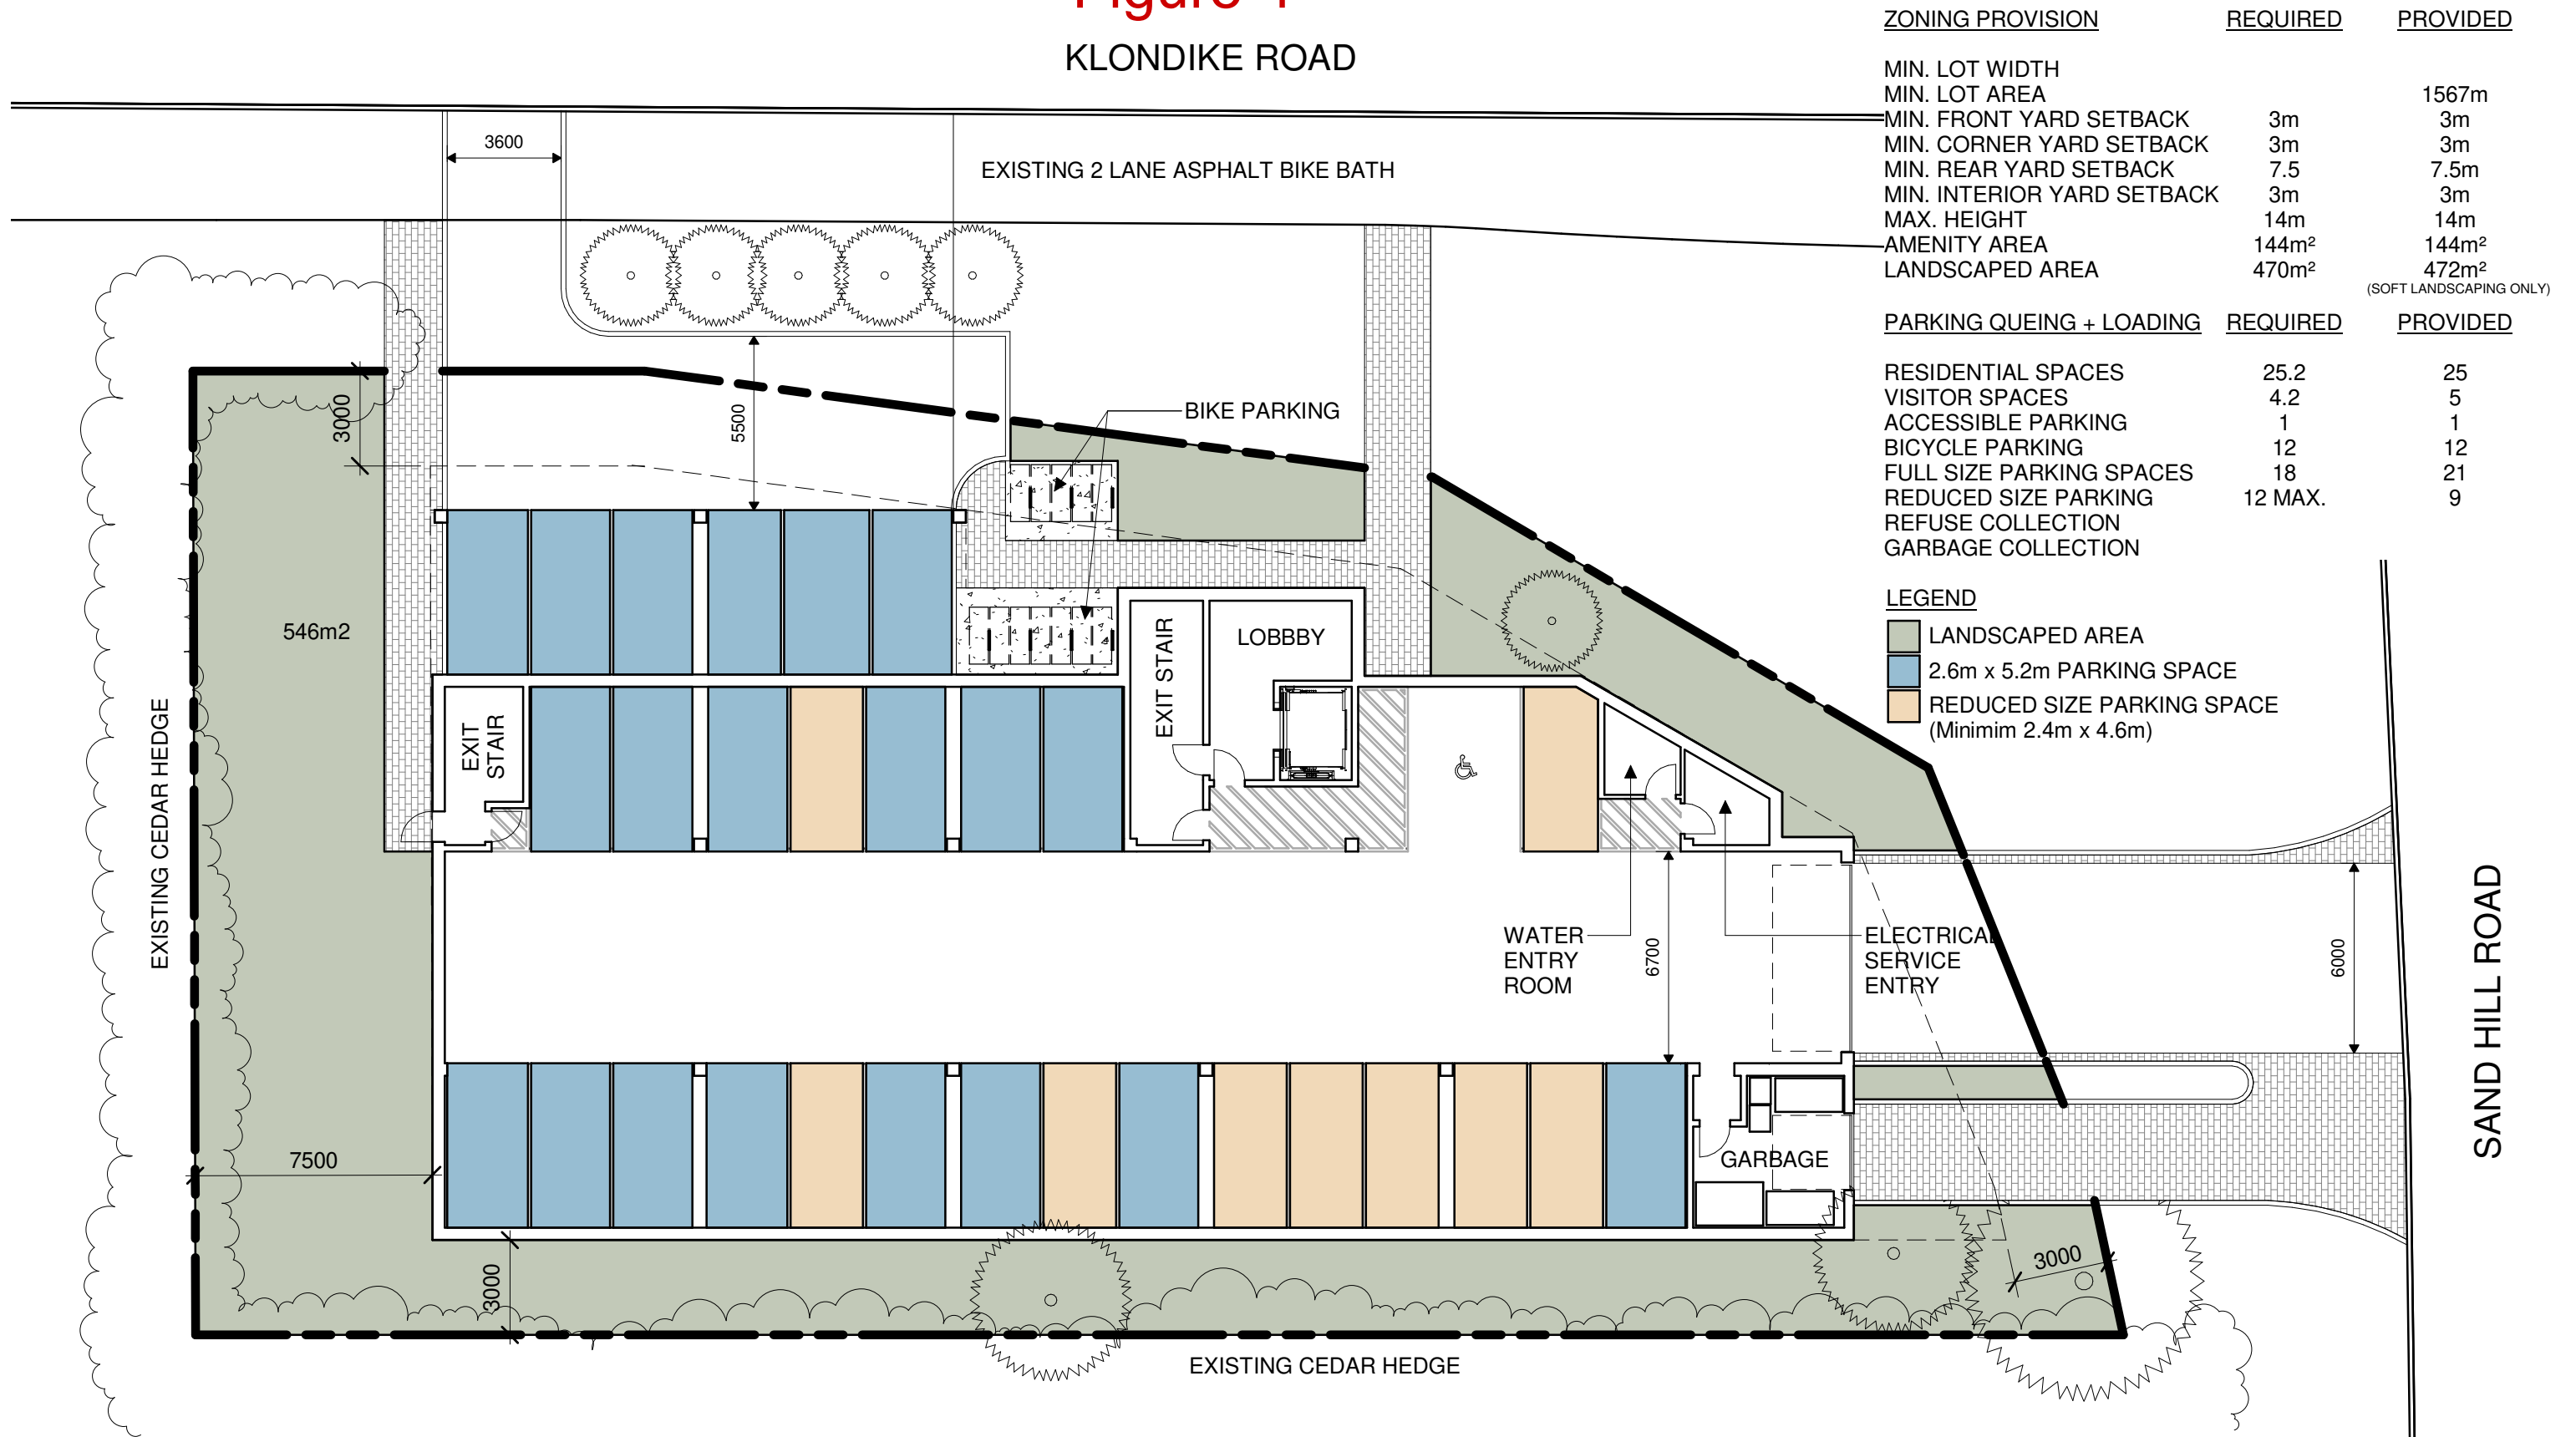 Figure 4
KLONDIKE ROAD
ZONING PROVISION REQUIRED PROVIDED
MIN. LOT WIDTH
MIN. LOT AREA 1567m
MIN. FRONT YARD SETBACK 3m 3m
MIN. CORNER YARD SETBACK 3m 3m
MIN. REAR YARD SETBACK 7.5 7.5m
MIN. INTERIOR YARD SETBACK 3m 3m
MAX. HEIGHT 14m 14m
AMENITY AREA 144m² 144m²
LANDSCAPED AREA 470m² 472m²
(SOFT LANDSCAPING ONLY)
PARKING QUEING + LOADING REQUIRED PROVIDED
RESIDENTIAL SPACES 25.2 25
VISITOR SPACES 4.2 5
ACCESSIBLE PARKING 1 1
BICYCLE PARKING 12 12
FULL SIZE PARKING SPACES 18 21
REDUCED SIZE PARKING 12 MAX. 9
REFUSE COLLECTION
GARBAGE COLLECTION
LEGEND
LANDSCAPED AREA
2.6m x 5.2m PARKING SPACE
REDUCED SIZE PARKING SPACE
(Minimim 2.4m x 4.6m)
3600
EXISTING 2 LANE ASPHALT BIKE BATH
3000
5500
BIKE PARKING
546m2
EXIT STAIR
LOBBBY
EXIT
STAIR
EXISTING CEDAR HEDGE
WATER
ENTRY
ROOM
6700
ELECTRICAL
SERVICE
ENTRY
6000
SAND HILL ROAD
7500
GARBAGE
3000
3000
EXISTING CEDAR HEDGE